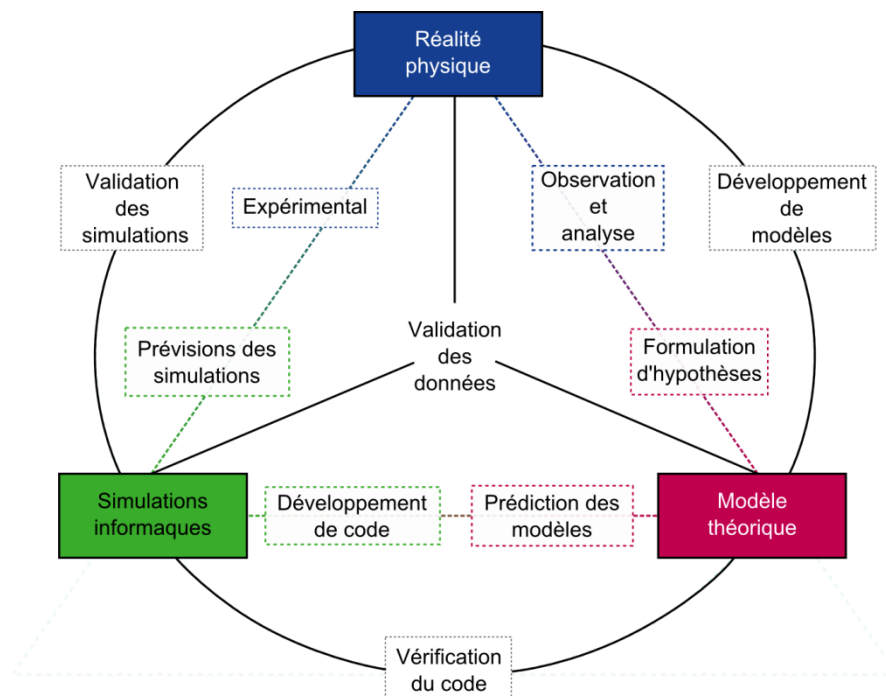 Réalité
physique
Validation
des
simulations
Expérimental
Observation
et
analyse
Développement
de
modèles
Prévisions des
simulations
Validation
des
données
Formulation
d'hypothèses
Simulations
informaques
Développement
de code
Prédiction des
modèles
Modèle
théorique
Vérification
du code